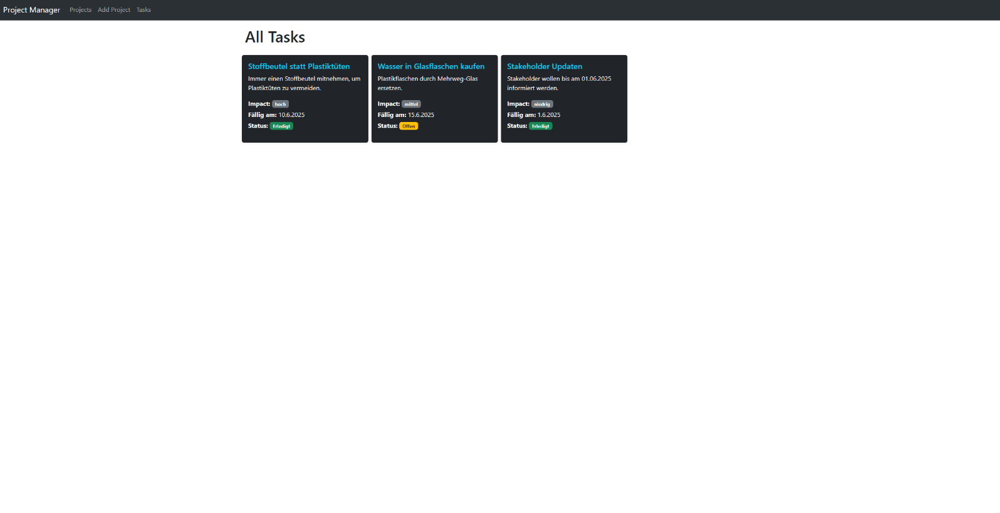 Project Manager Projects Add Project Tasks
All Tasks
Stoffbeutel statt Plastiktüten
Immer einen Stoffbeutel mitnehmen, um
Plastiktüten zu vermeiden.
Impact: hoch
Fällig am: 10.6.2025
Status: Erledigt
Wasser in Glasflaschen kaufen
Plastikflaschen durch Mehrweg-Glas
ersetzen.
Impact: mittel
Fällig am: 15.6.2025
Status: Offen
Stakeholder Updaten
Stakeholder wollen bis am 01.06.2025
informiert werden.
Impact: niedrig
Fällig am: 1.6.2025
Status: Erledigt